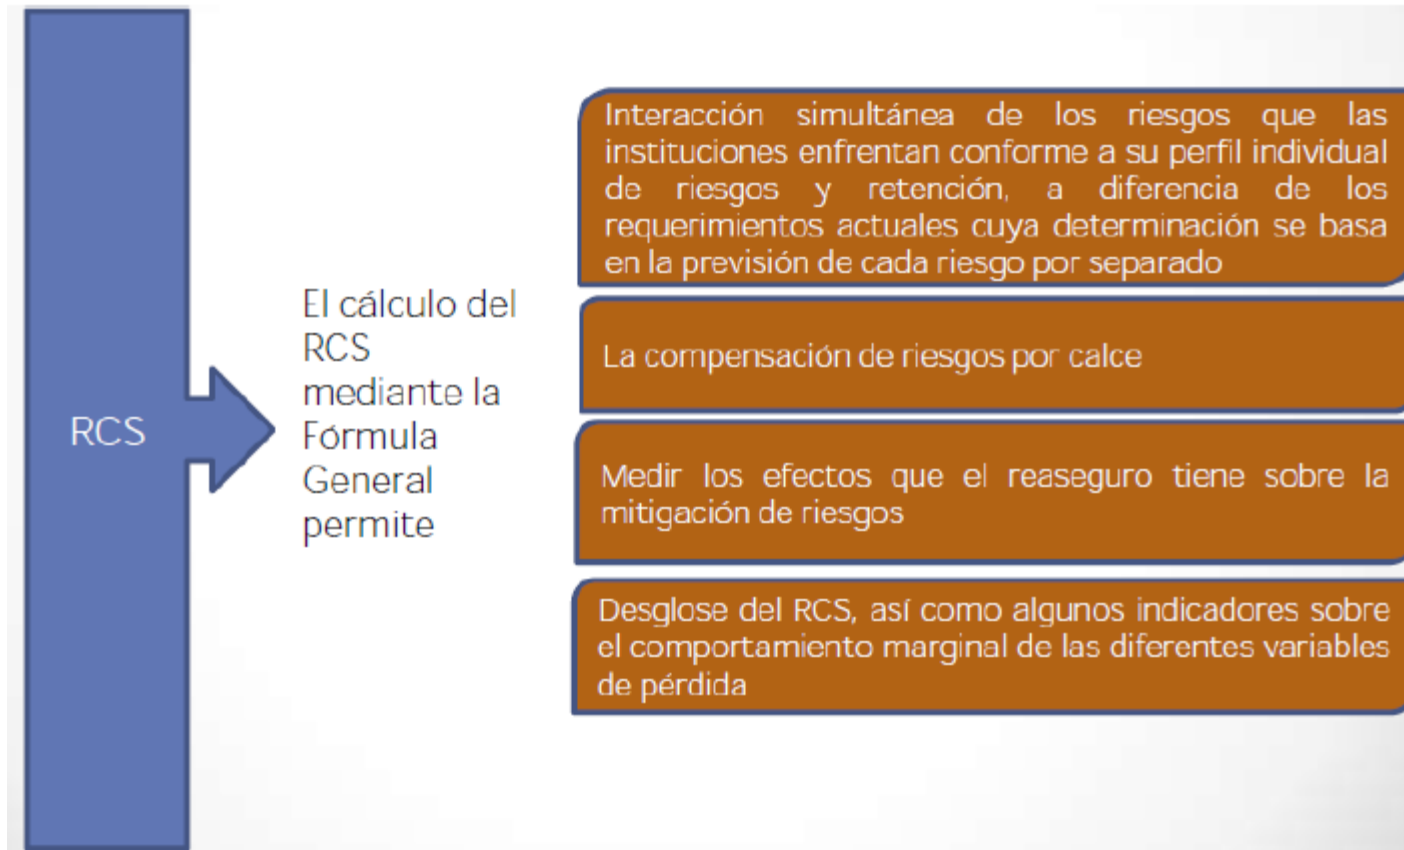 RCS
El cálculo del
RCS
mediante la
Fórmula
General
permite
Interacción simultánea de los riesgos que las
instituciones enfrentan conforme a su perfil individual
de riesgos y retención, a diferencia de los
requerimientos actuales cuya determinación se basa
en la previsión de cada riesgo por separado
La compensación de riesgos por calce
Medir los efectos que el reaseguro tiene sobre la
mitigación de riesgos
Desglose del RCS, así como algunos indicadores sobre
el comportamiento marginal de las diferentes variables
de pérdida